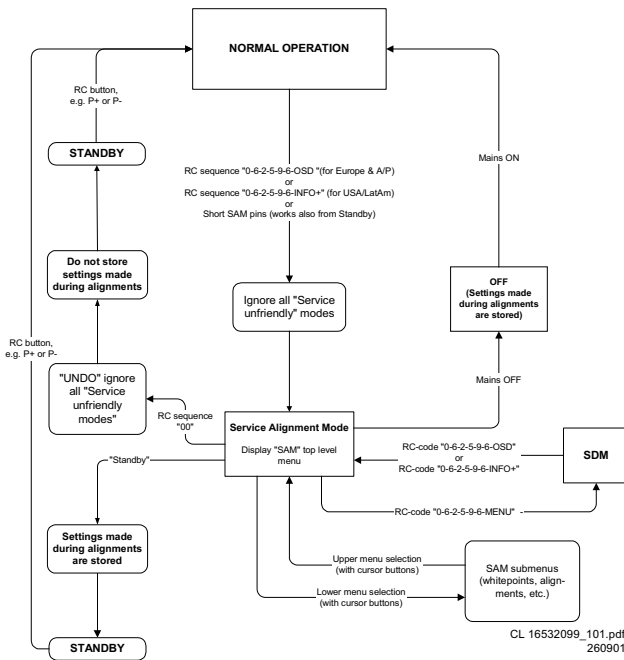 NORMAL OPERATION
RC button,
e.g. P+ or P-
STANDBY
RC sequence "0-6-2-5-9-6-OSD "(for Europe & A/P)
or
RC sequence "0-6-2-5-9-6-INFO+" (for USA/LatAm)
or
Short SAM pins (works also from Standby)
Mains ON
Do not store
settings made
during alignments
Ignore all "Service
unfriendly" modes
OFF
(Settings made
during alignments
are stored)
RC button,
e.g. P+ or P-
"UNDO" ignore
all "Service
unfriendly
modes"
Mains OFF
RC sequence
"00"
Service Alignment Mode
Display "SAM" top level
menu
RC-code "0-6-2-5-9-6-OSD"
or
RC-code "0-6-2-5-9-6-INFO+"
SDM
"Standby"
RC-code "0-6-2-5-9-6-MENU" -
Settings made
during alignments
are stored
Upper menu selection
(with cursor buttons)
Lower menu selection
(with cursor buttons)
SAM submenus
(whitepoints, align-
ments, etc.)
STANDBY
CL 16532099_101.pdf
260901